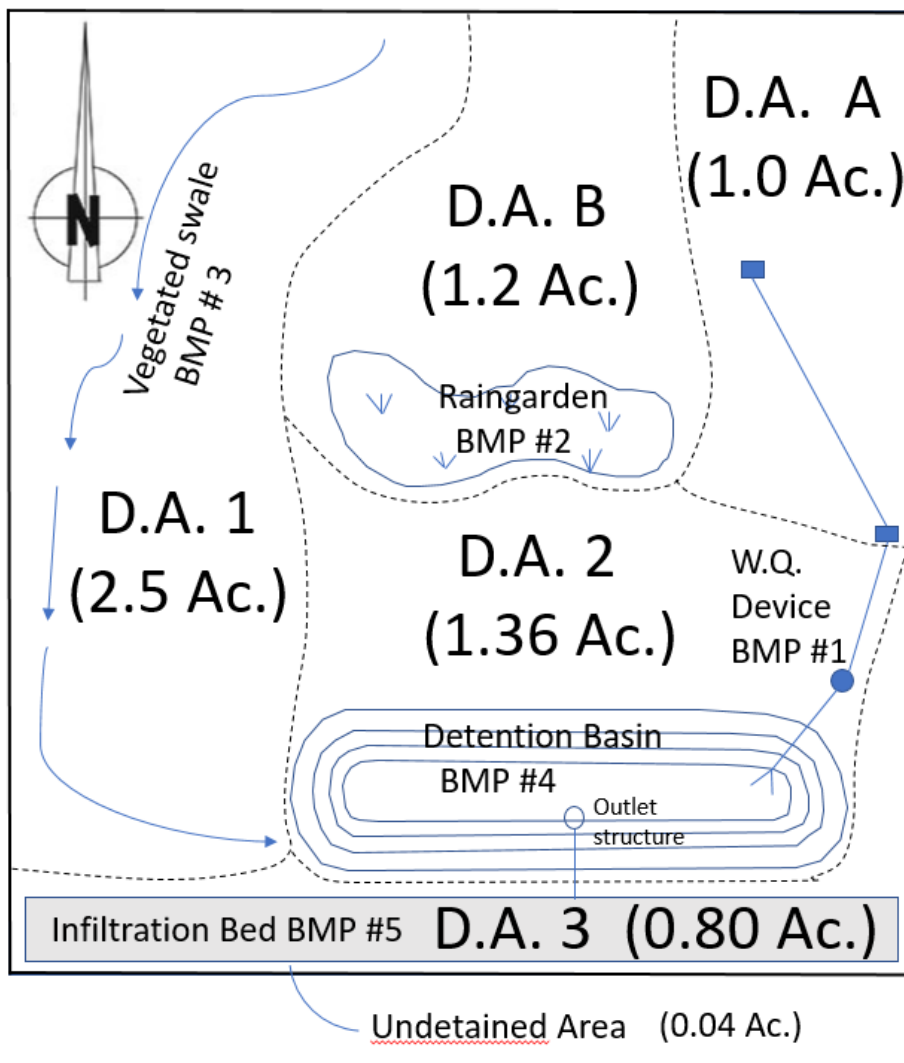 N
D.A. A
(1.0 Ac.)
D.A. B
(1.2 Ac.)
Vegetated swale
BMP # 3
Raingarden
BMP #2
D.A. 1
(2.5 Ac.)
D.A. 2
(1.36 Ac.)
W.Q.
Device
BMP #1
Detention Basin
BMP #4
Outlet
structure
Infiltration Bed BMP #5
D.A. 3 (0.80 Ac.)
Undetained Area (0.04 Ac.)